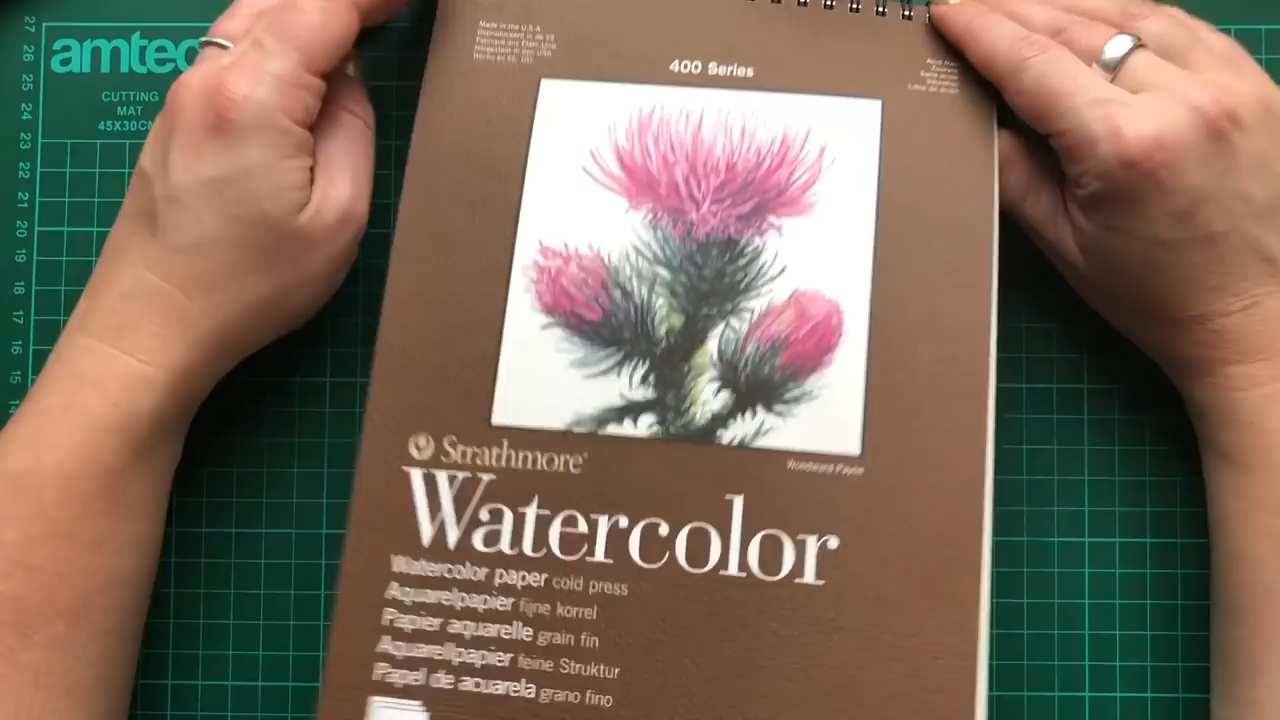 amtec
CUTTING
MAT
45X30CM
27
26
25
24
23
22
21
20
19
18
17
16
15
Made in the U.S.A.
400 Series
Strathmore
Watercolor
Watercolor paper cold press
Aquarelpapier fijne korrel
Papier aquarelle grain fin
Aquarellpapier feine Struktur
Papel de acuarela grano fino